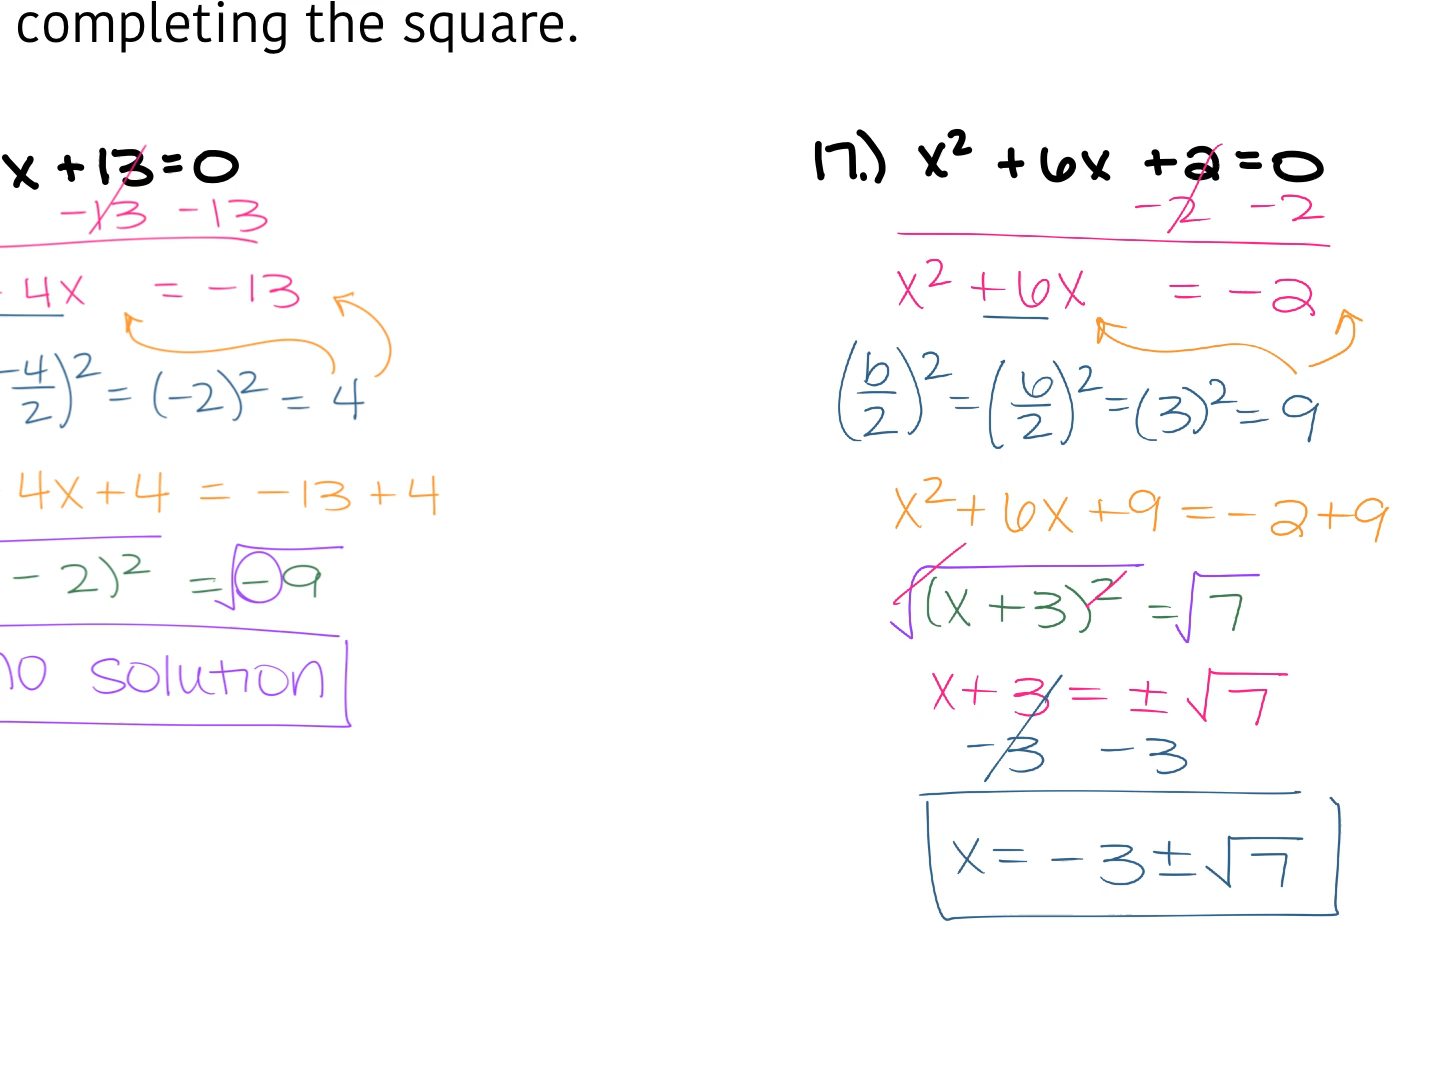 completing the square.
x + 13 = 0
-13 -13
- 4x = -13
-4/2)² = (-2)² = 4
4x + 4 = -13 + 4
- 2)² = √-9
no solution
17.) x² + 6x + 2 = 0
-2 -2
x² + 6x = -2
(b/2)² = (6/2)² = (3)² = 9
x² + 6x + 9 = -2 + 9
√(x + 3)² = √7
x + 3 = ± √7
-3 -3
x = -3 ± √7